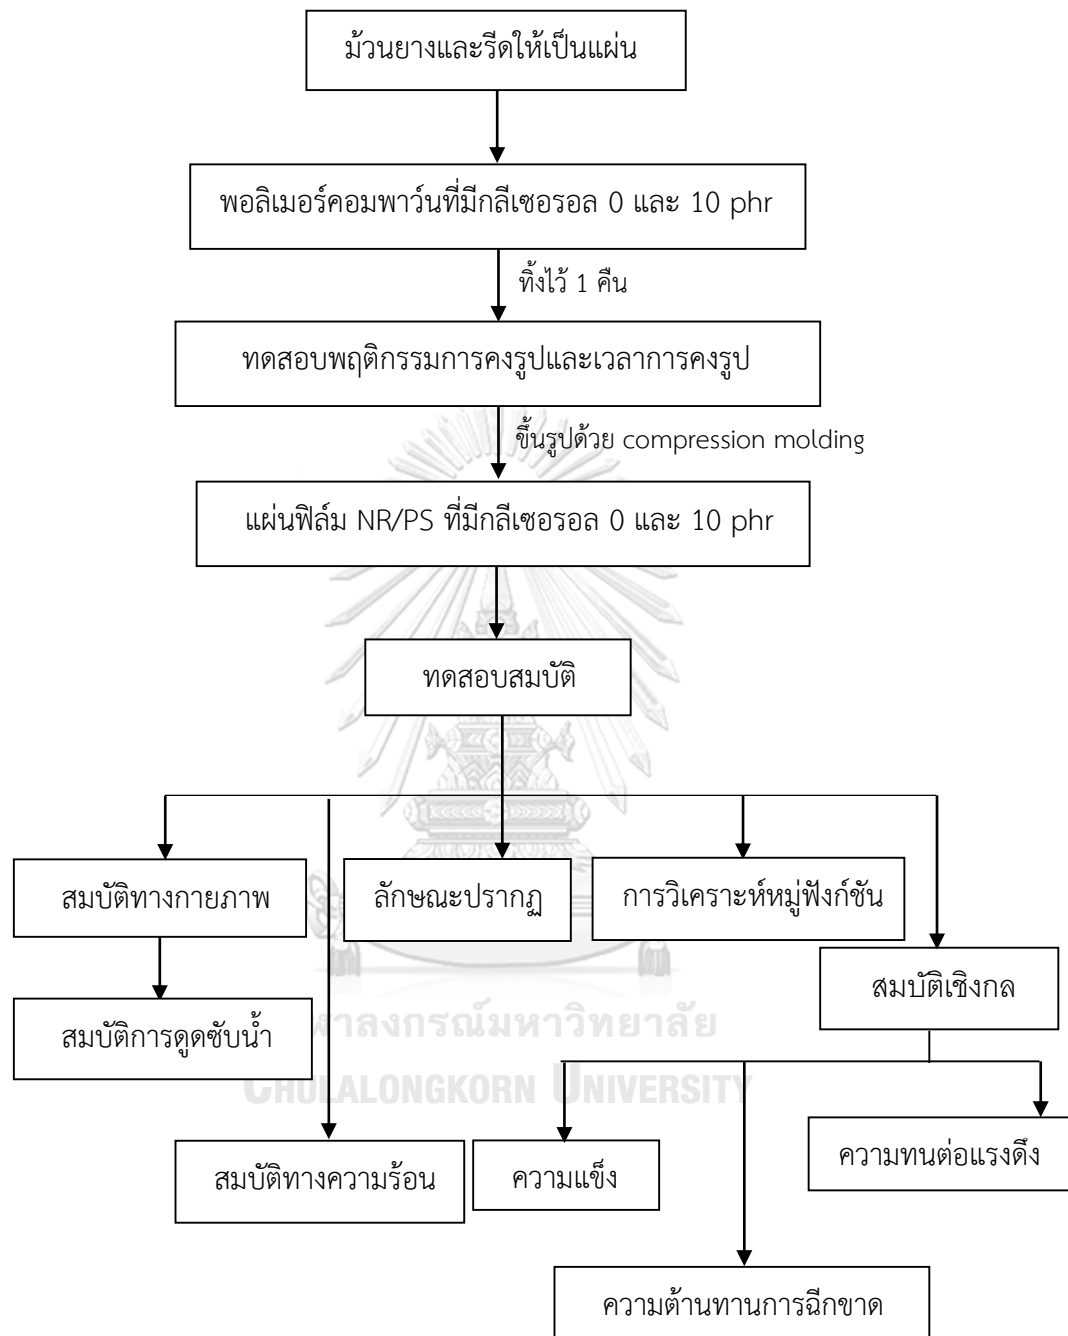 ม้วนยางและรีดให้เป็นแผ่น
พอลิเมอร์คอมพาว์นที่มีกลีเซอรอล 0 และ 10 phr
ทิ้งไว้ 1 คืน
ทดสอบพฤติกรรมการคงรูปและเวลาการคงรูป
ขึ้นรูปด้วย compression molding
แผ่นฟิล์ม NR/PS ที่มีกลีเซอรอล 0 และ 10 phr
ทดสอบสมบัติ
สมบัติทางกายภาพ
ลักษณะปรากฏ
การวิเคราะห์หมู่ฟังก์ชัน
สมบัติเชิงกล
สมบัติการดูดซับน้ำ
าลงกรณ์มหาวิทยาลัย
CHULALONGKORN UNIVERSITY
ความทนต่อแรงดึง
สมบัติทางความร้อน
ความแข็ง
ความต้านทานการฉีกขาด